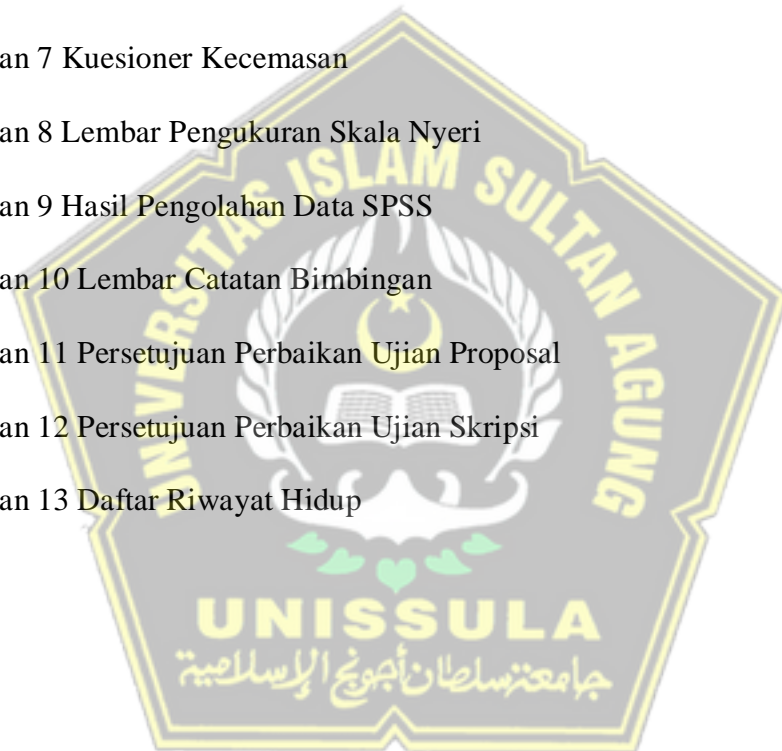 an 7 Kuesioner Kecemasan
an 8 Lembar Pengukuran Skala Nyeri
an 9 Hasil Pengolahan Data SPSS
an 10 Lembar Catatan Bimbingan
an 11 Persetujuan Perbaikan Ujian Proposal
an 12 Persetujuan Perbaikan Ujian Skripsi
an 13 Daftar Riwayat Hidup
UNIVERSITAS ISLAM SULTAN AGUNG
UNISSULA
جامعتسلطان أجونج الإسلامية